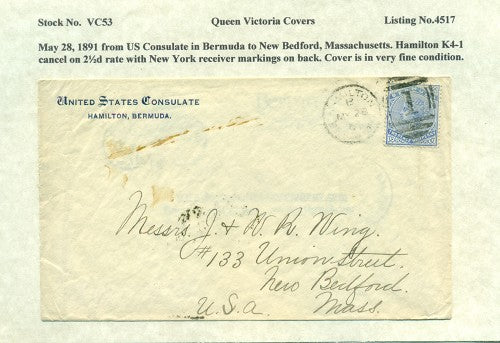 Stock No. VC53 Queen Victoria Covers Listing No.4517
May 28, 1891 from US Consulate in Bermuda to New Bedford, Massachusetts. Hamilton K4-1
cancel on 2½d rate with New York receiver markings on back. Cover is in very fine condition.
UNITED STATES CONSULATE
HAMILTON, BERMUDA.
1
Messrs. J. & W. R. Wing.
#133 Union Street.
New Bedford.
U.S.A. Mass.